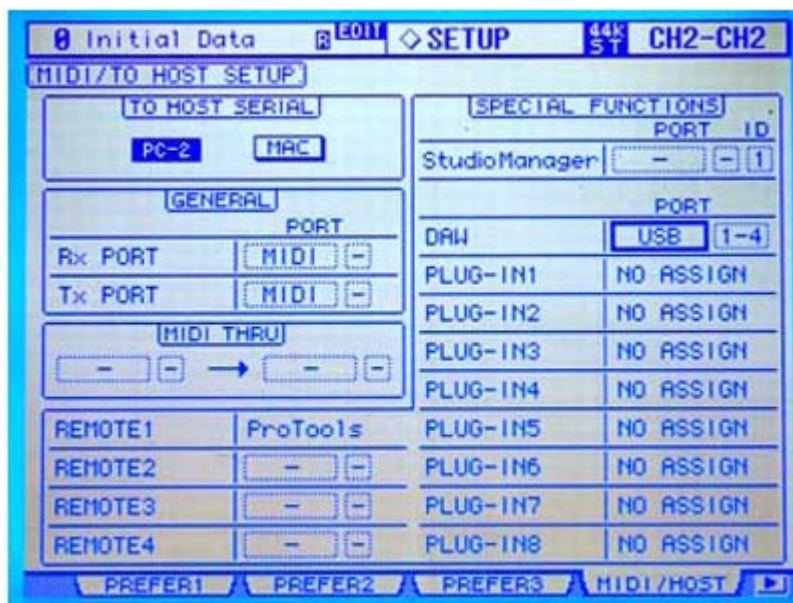 0 Initial Data R EDIT ◇SETUP 44k ST CH2-CH2
MIDI/TO HOST SETUP
TO HOST SERIAL
PC-2 MAC
GENERAL
PORT
Rx PORT MIDI -
Tx PORT MIDI -
MIDI THRU
- - → - -
REMOTE1 ProTools
REMOTE2 - -
REMOTE3 - -
REMOTE4 - -
SPECIAL FUNCTIONS
PORT ID
StudioManager - - 1
PORT
DAW USB 1-4
PLUG-IN1 NO ASSIGN
PLUG-IN2 NO ASSIGN
PLUG-IN3 NO ASSIGN
PLUG-IN4 NO ASSIGN
PLUG-IN5 NO ASSIGN
PLUG-IN6 NO ASSIGN
PLUG-IN7 NO ASSIGN
PLUG-IN8 NO ASSIGN
PREFER1 PREFER2 PREFER3 MIDI/HOST